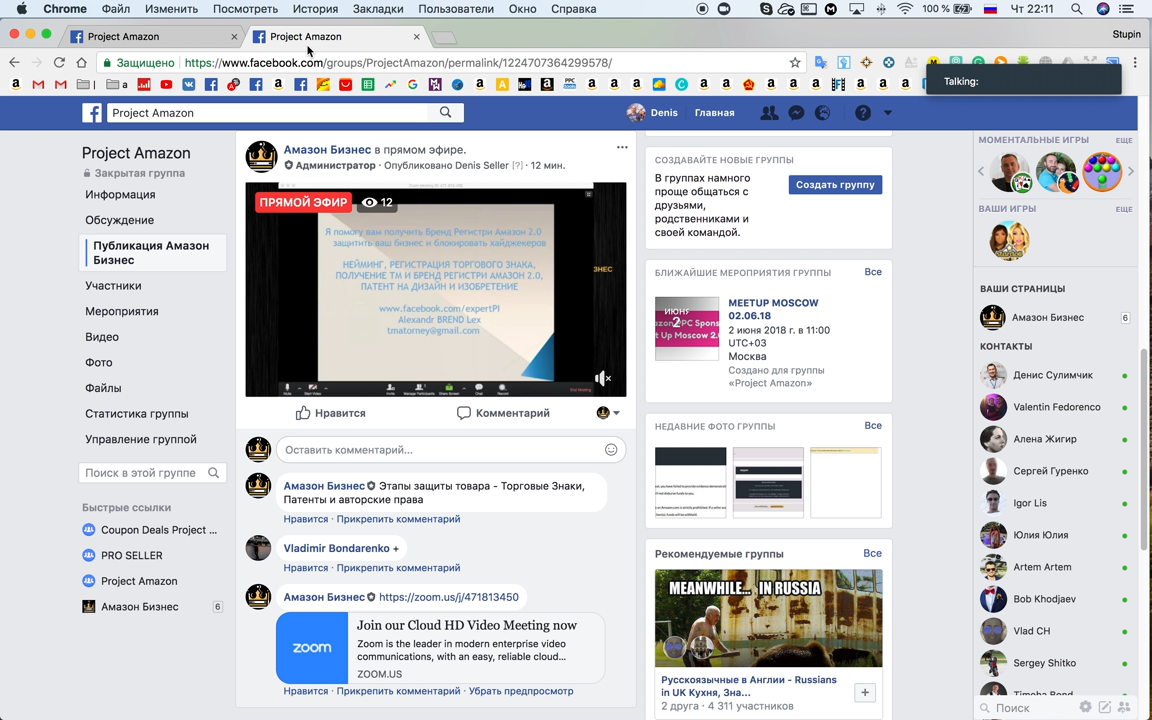 Chrome Файл Изменить Посмотреть История Закладки Пользователи Окно Справка
100 % Чт 22:11
Project Amazon
Project Amazon
Stupin
Защищено
https://www.facebook.com/groups/ProjectAmazon/permalink/1224707364299578/
Talking:
Project Amazon
Denis
Главная
Project Amazon
Закрытая группа
Информация
Обсуждение
Публикация Амазон
Бизнес
Участники
Мероприятия
Видео
Фото
Файлы
Статистика группы
Управление группой
Поиск в этой группе
Быстрые ссылки
Coupon Deals Project ...
PRO SELLER
Project Amazon
Амазон Бизнес 6
Амазон Бизнес в прямом эфире.
Администратор · Опубликовано Denis Seller [?] · 12 мин.
ПРЯМОЙ ЭФИР 12
Я помогу вам получить Бренд Регистри Амазон 2.0
защитить ваш бизнес и блокировать хайджекеров
НЕЙМИНГ, РЕГИСТРАЦИЯ ТОРГОВОГО ЗНАКА,
ПОЛУЧЕНИЕ ТМ И БРЕНД РЕГИСТРИ АМАЗОН 2.0,
ПАТЕНТ НА ДИЗАЙН И ИЗОБРЕТЕНИЕ
www.facebook.com/expertPI
Alexandr BREND Lex
tmatorney@gmail.com
ЗНЕС
Нравится
Комментарий
Оставить комментарий...
Амазон Бизнес Этапы защиты товара - Торговые Знаки,
Патенты и авторские права
Нравится · Прикрепить комментарий
Vladimir Bondarenko +
Нравится · Прикрепить комментарий
Амазон Бизнес https://zoom.us/j/471813450
zoom
Join our Cloud HD Video Meeting now
Zoom is the leader in modern enterprise video
communications, with an easy, reliable cloud...
ZOOM.US
Нравится · Прикрепить комментарий · Убрать предпросмотр
СОЗДАВАЙТЕ НОВЫЕ ГРУППЫ
В группах намного
проще общаться с
друзьями,
родственниками и
своей командой.
Создать группу
БЛИЖАЙШИЕ МЕРОПРИЯТИЯ ГРУППЫ Все
ИЮНЬ
2
MEETUP MOSCOW
02.06.18
2 июня 2018 г. в 11:00
UTC+03
Москва
Создано для группы
«Project Amazon»
НЕДАВНИЕ ФОТО ГРУППЫ Все
Рекомендуемые группы Все
MEANWHILE... IN RUSSIA
Русскоязычные в Англии - Russians
in UK Кухня, Зна...
2 друга · 4 311 участников
МОМЕНТАЛЬНЫЕ ИГРЫ ЕЩЕ
ВАШИ ИГРЫ ЕЩЕ
ВАШИ СТРАНИЦЫ
Амазон Бизнес 6
КОНТАКТЫ
Денис Сулимчик
Valentin Fedorenco
Алена Жигир
Сергей Гуренко
Igor Lis
Юлия Юлия
Artem Artem
Bob Khodjaev
Vlad CH
Sergey Shitko
Timoha Bond
Поиск